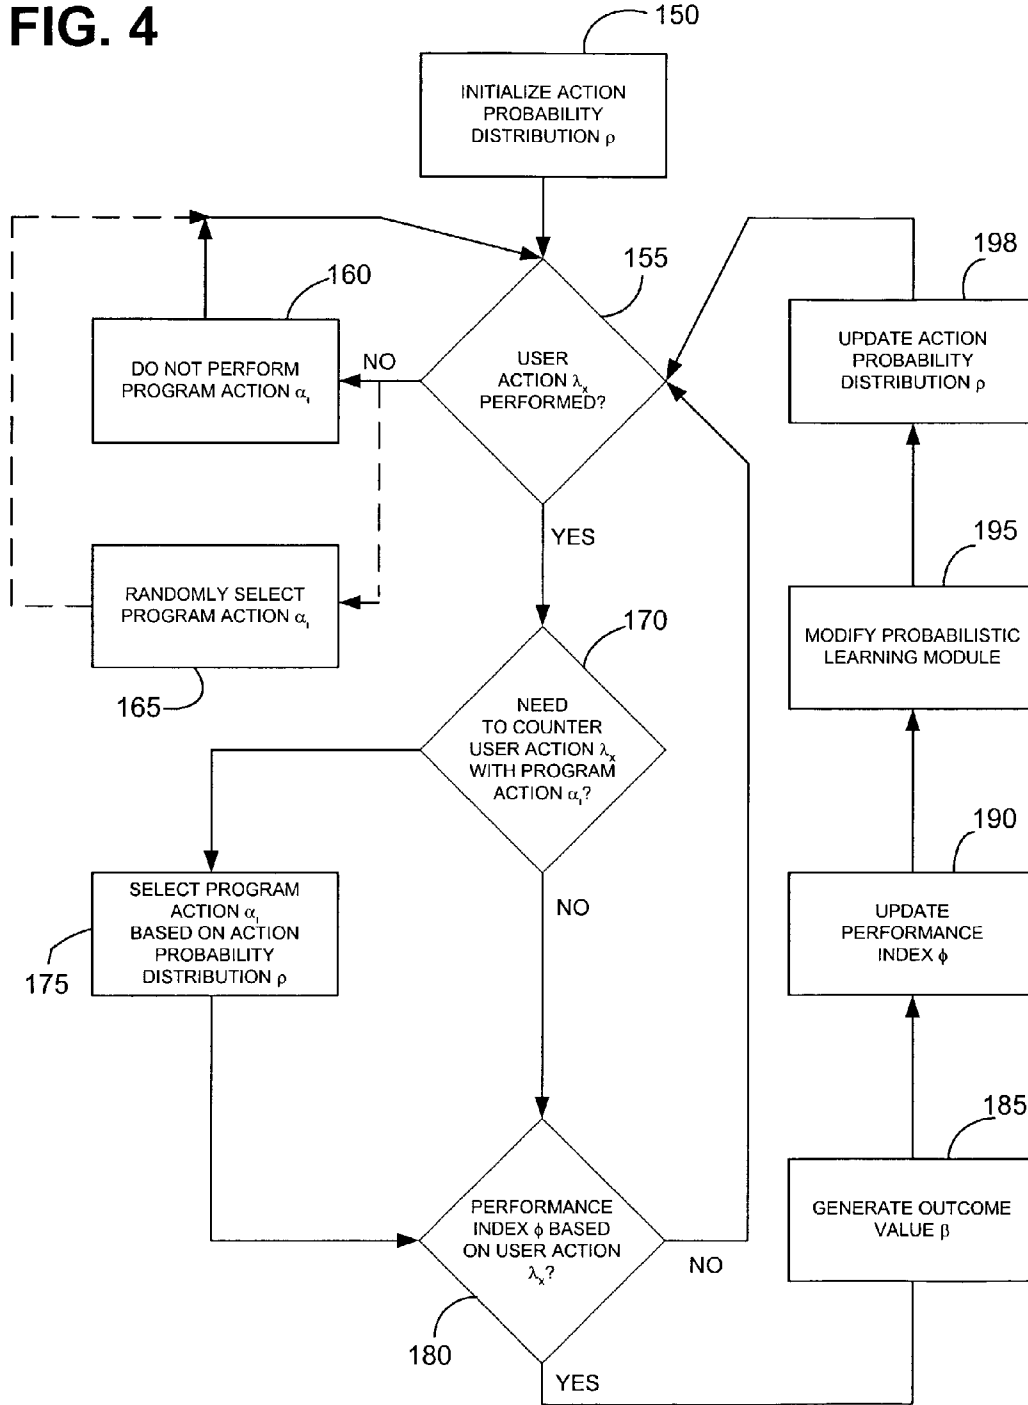 FIG. 4
150
INITIALIZE ACTION
PROBABILITY
DISTRIBUTION ρ
155
USER
ACTION λx
PERFORMED?
NO
160
DO NOT PERFORM
PROGRAM ACTION αi
RANDOMLY SELECT
PROGRAM ACTION αi
165
YES
170
NEED
TO COUNTER
USER ACTION λx
WITH PROGRAM
ACTION αi?
NO
SELECT PROGRAM
ACTION αi
BASED ON ACTION
PROBABILITY
DISTRIBUTION ρ
175
PERFORMANCE
INDEX ϕ BASED
ON USER ACTION
λx?
180
NO
YES
185
GENERATE OUTCOME
VALUE β
190
UPDATE
PERFORMANCE
INDEX ϕ
195
MODIFY PROBABILISTIC
LEARNING MODULE
198
UPDATE ACTION
PROBABILITY
DISTRIBUTION ρ